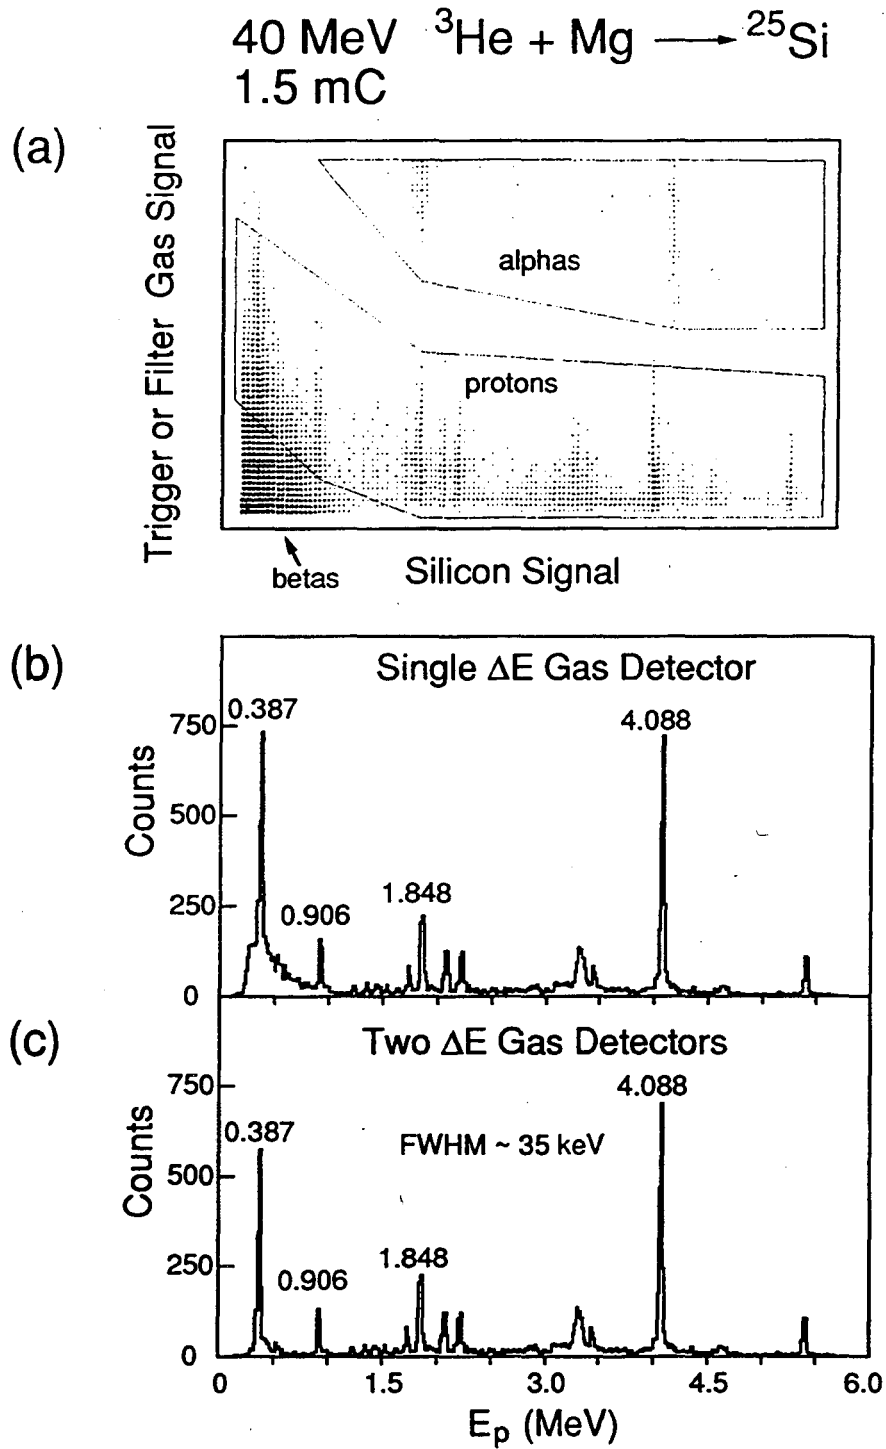 40 MeV ³He + Mg ⟶ ²⁵Si
1.5 mC
(a)
Trigger or Filter Gas Signal
alphas
protons
betas
Silicon Signal
(b)
Single ΔE Gas Detector
0.387
4.088
750
Counts
500
1.848
250
0.906
0
(c)
Two ΔE Gas Detectors
750
4.088
0.387
FWHM ~ 35 keV
Counts
500
1.848
250
0.906
0
0 1.5 3.0 4.5 6.0
Eₚ (MeV)